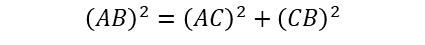 (AB)² = (AC)² + (CB)²